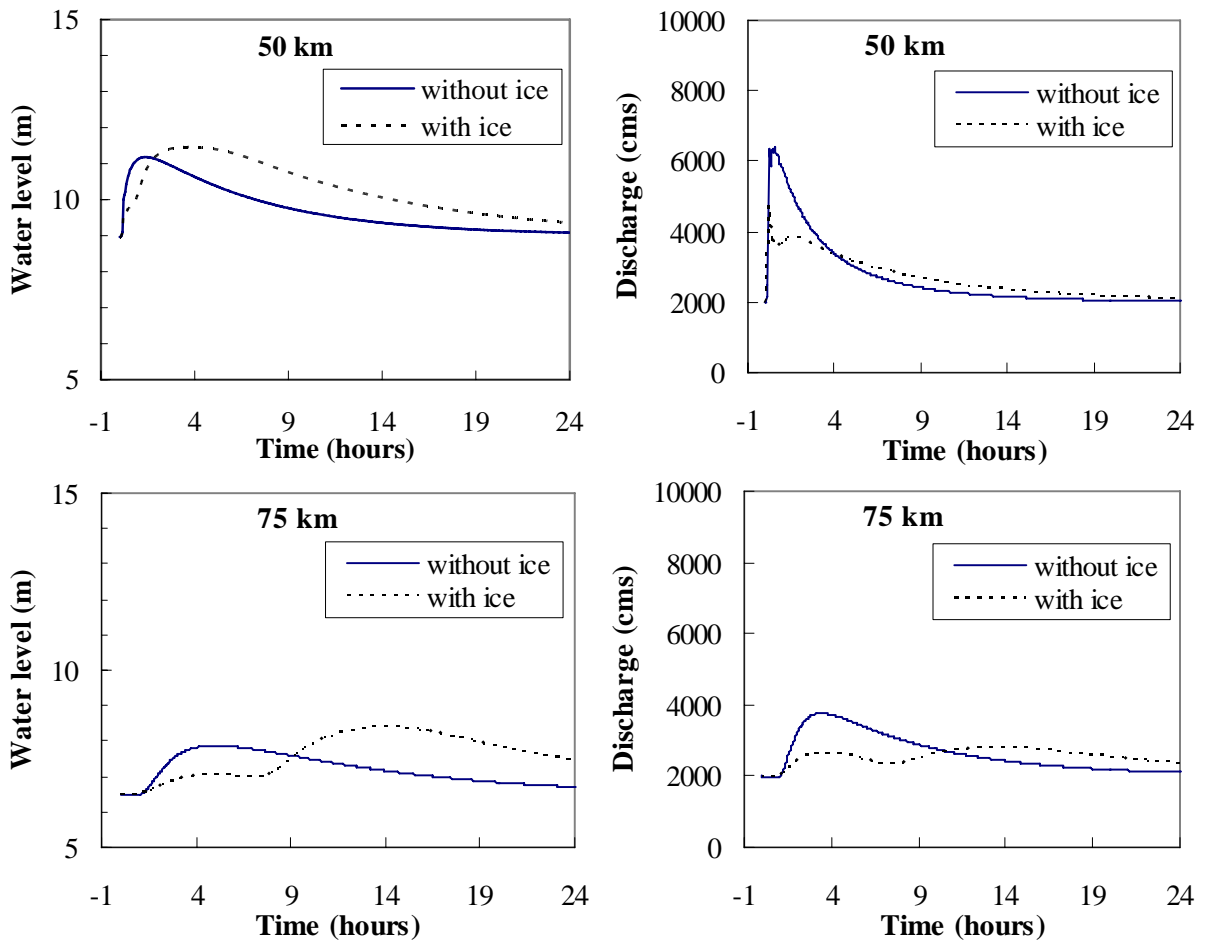 50 km
without ice
with ice
Water level (m)
15
10
5
-1 4 9 14 19 24
Time (hours)
50 km
without ice
with ice
Discharge (cms)
10000
8000
6000
4000
2000
0
-1 4 9 14 19 24
Time (hours)
75 km
without ice
with ice
Water level (m)
15
10
5
-1 4 9 14 19 24
Time (hours)
75 km
without ice
with ice
Discharge (cms)
10000
8000
6000
4000
2000
0
-1 4 9 14 19 24
Time (hours)